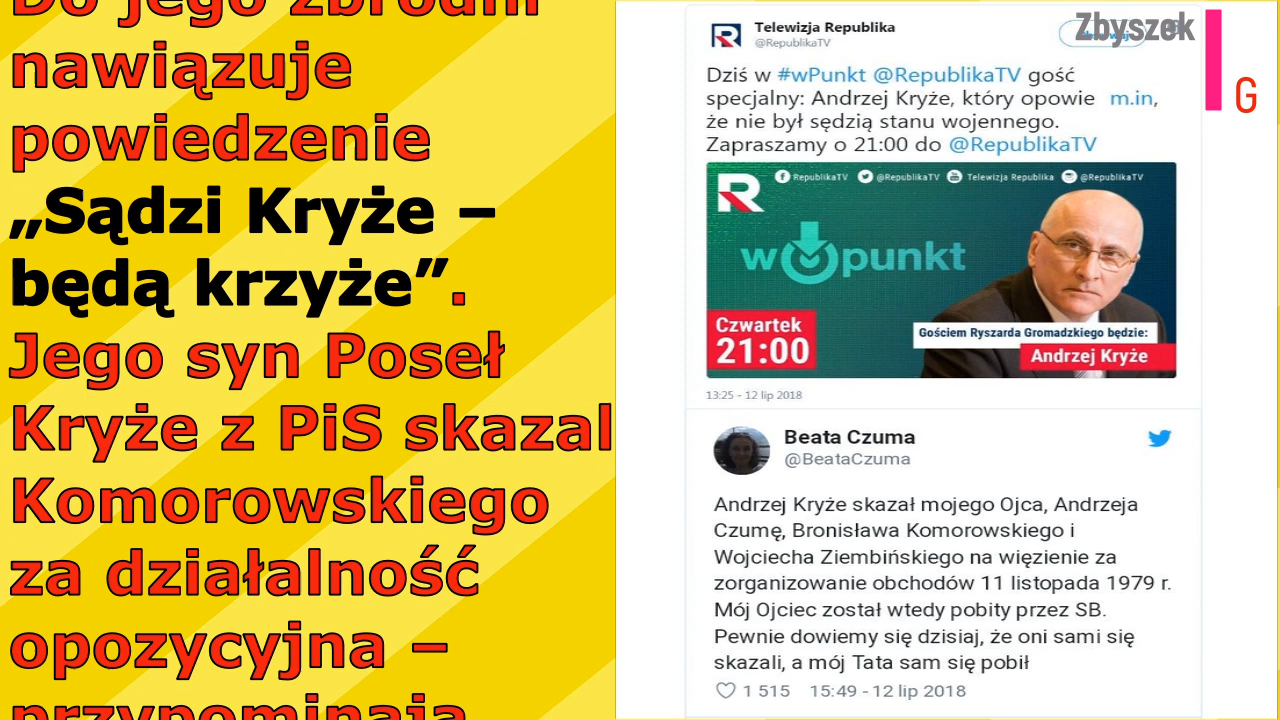 Do jego zbrodni
nawiązuje
powiedzenie
„Sądzi Kryże –
będą krzyże”.
Jego syn Poseł
Kryże z PiS skazal
Komorowskiego
za działalność
opozycyjna –
przypominają
Telewizja Republika
@RepublikaTV
Zbyszek
G
Dziś w #wPunkt @RepublikaTV gość
specjalny: Andrzej Kryże, który opowie m.in,
że nie był sędzią stanu wojennego.
Zapraszamy o 21:00 do @RepublikaTV
R RepublikaTV @RepublikaTV Telewizja Republika @RepublikaTV
w punkt
Czwartek
21:00
Gościem Ryszarda Gromadzkiego będzie:
Andrzej Kryże
13:25 - 12 lip 2018
Beata Czuma
@BeataCzuma
Andrzej Kryże skazał mojego Ojca, Andrzeja
Czumę, Bronisława Komorowskiego i
Wojciecha Ziembińskiego na więzienie za
zorganizowanie obchodów 11 listopada 1979 r.
Mój Ojciec został wtedy pobity przez SB.
Pewnie dowiemy się dzisiaj, że oni sami się
skazali, a mój Tata sam się pobił
1 515 15:49 - 12 lip 2018